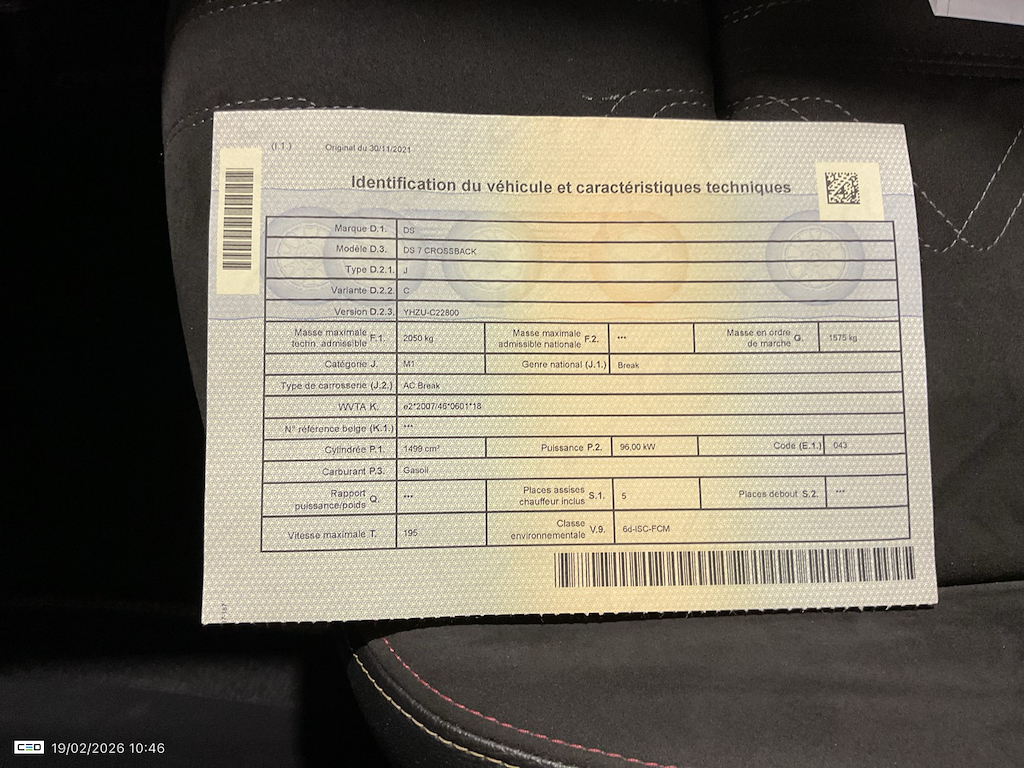 (I.1.) Original du 30/11/2021
Identification du véhicule et caractéristiques techniques
Marque D.1. DS
Modèle D.3. DS 7 CROSSBACK
Type D.2.1. J
Variante D.2.2. C
Version D.2.3. YHZU-C22800
Masse maximale techn. admissible F.1. 2050 kg Masse maximale admissible nationale F.2. *** Masse en ordre de marche G. 1575 kg
Catégorie J. M1 Genre national (J.1.) Break
Type de carrosserie (J.2.) AC Break
WVTA K. e2*2007/46*0601*18
N° référence belge (K.1.) ***
Cylindrée P.1. 1499 cm³ Puissance P.2. 96,00 kW Code (E.1.) 043
Carburant P.3. Gasoil
Rapport puissance/poids Q. *** Places assises chauffeur inclus S.1. 5 Places debout S.2. ***
Vitesse maximale T. 195 Classe environnementale V.9. 6d-ISC-FCM
CEO 19/02/2026 10:46